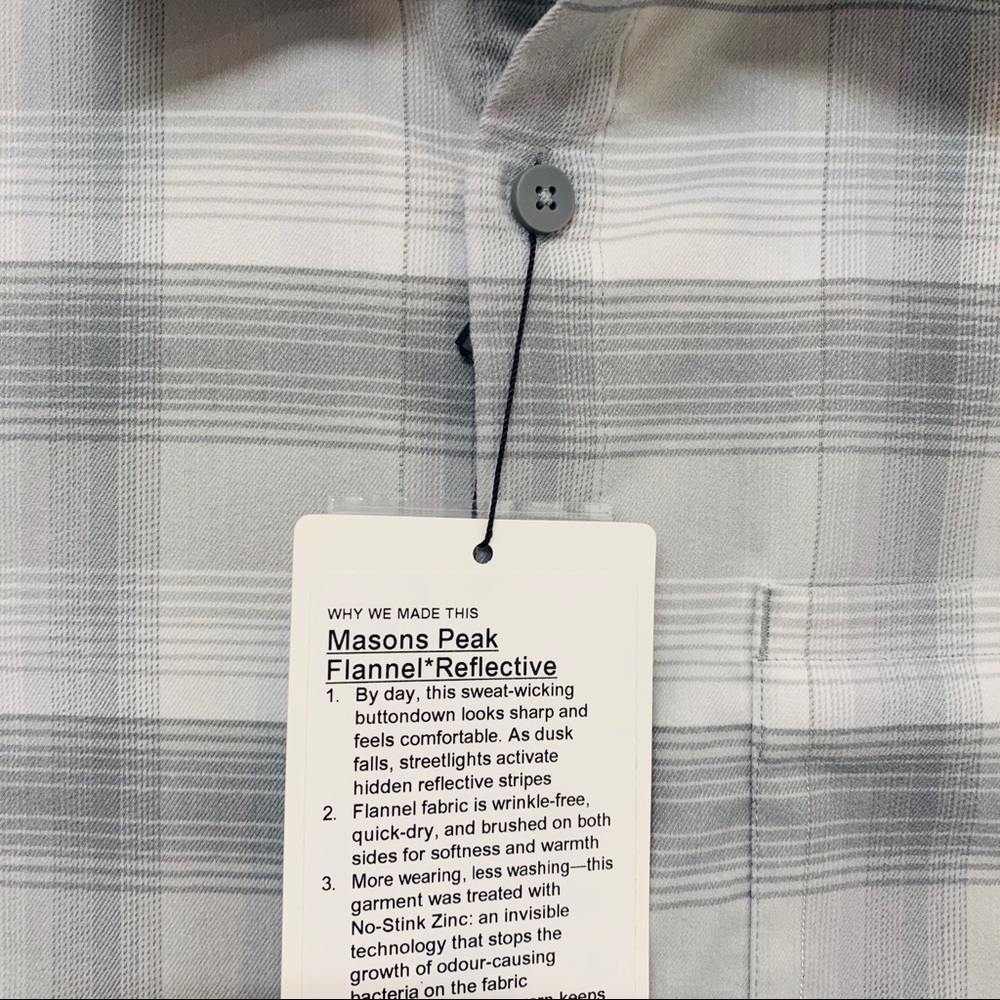 WHY WE MADE THIS
Masons Peak
Flannel*Reflective
1. By day, this sweat-wicking
buttondown looks sharp and
feels comfortable. As dusk
falls, streetlights activate
hidden reflective stripes
2. Flannel fabric is wrinkle-free,
quick-dry, and brushed on both
sides for softness and warmth
3. More wearing, less washing—this
garment was treated with
No-Stink Zinc: an invisible
technology that stops the
growth of odour-causing
bacteria on the fabric
keeps